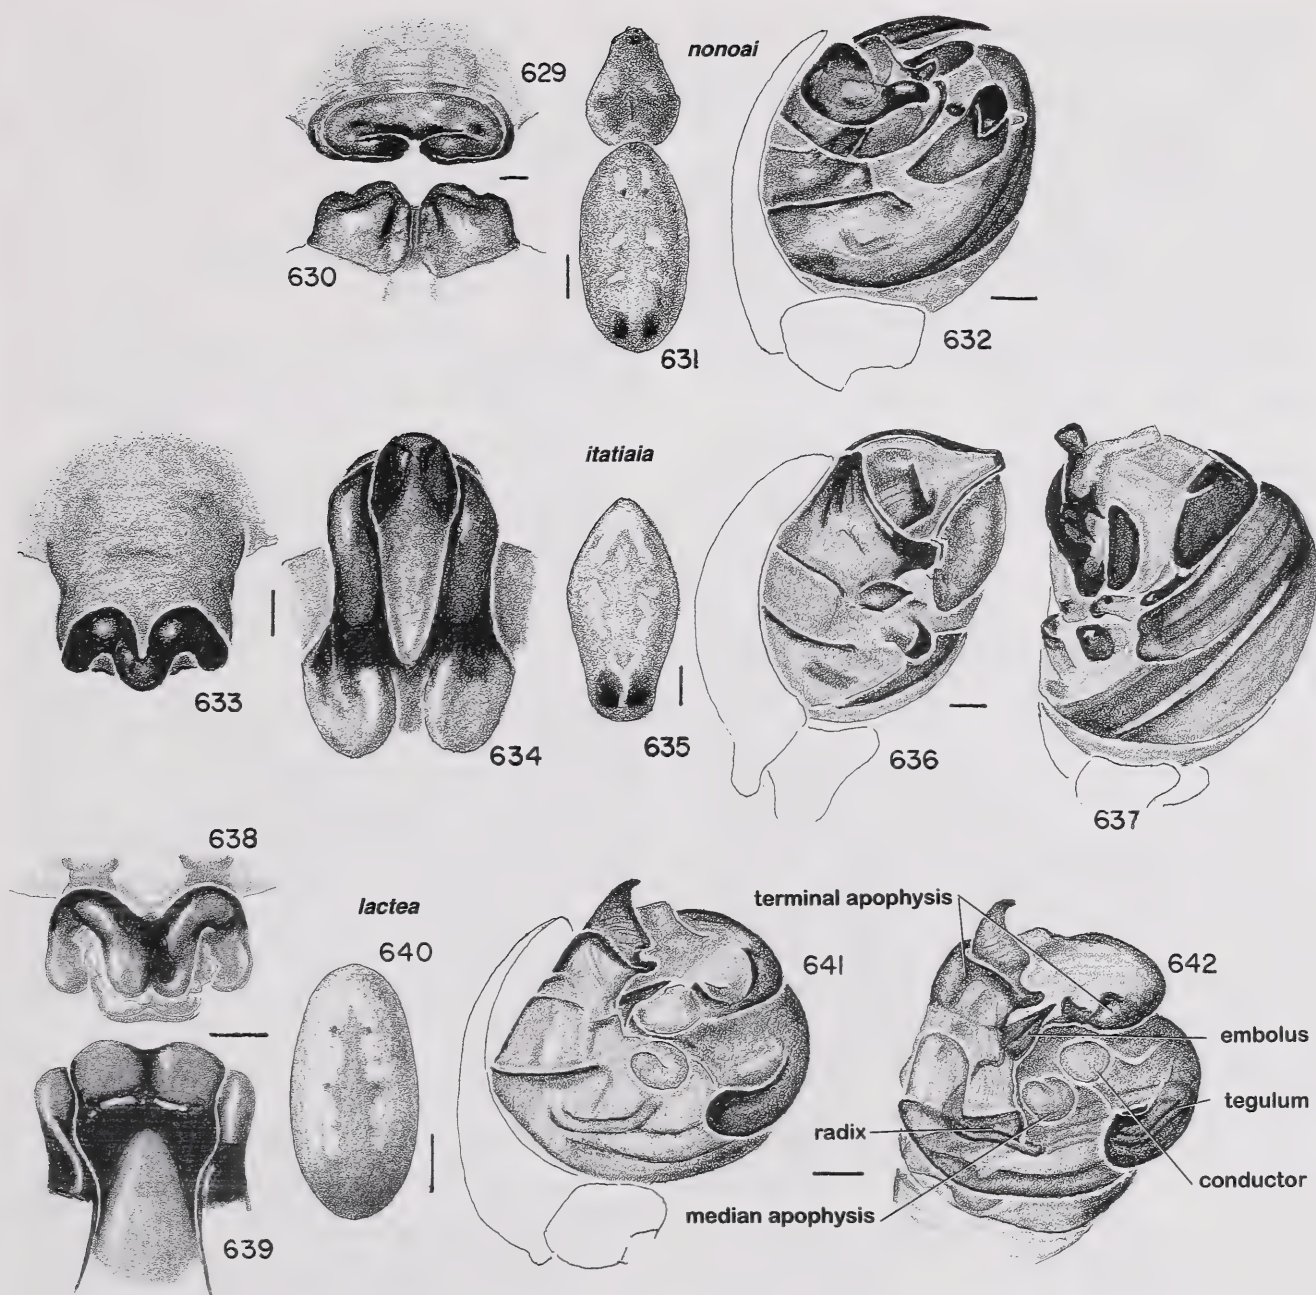 629
nonoai
630
631
632
itatiaia
633
634
635
636
637
638
lactea
640
641
terminal apophysis
642
embolus
tegulum
radix
conductor
median apophysis
639